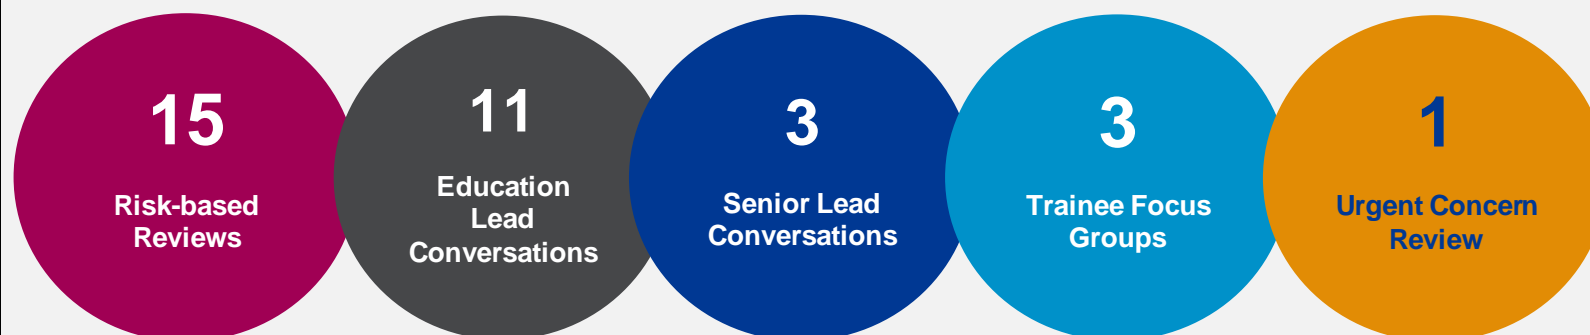 15
Risk-based
Reviews
11
Education
Lead
Conversations
3
Senior Lead
Conversations
3
Trainee Focus
Groups
1
Urgent Concern
Review